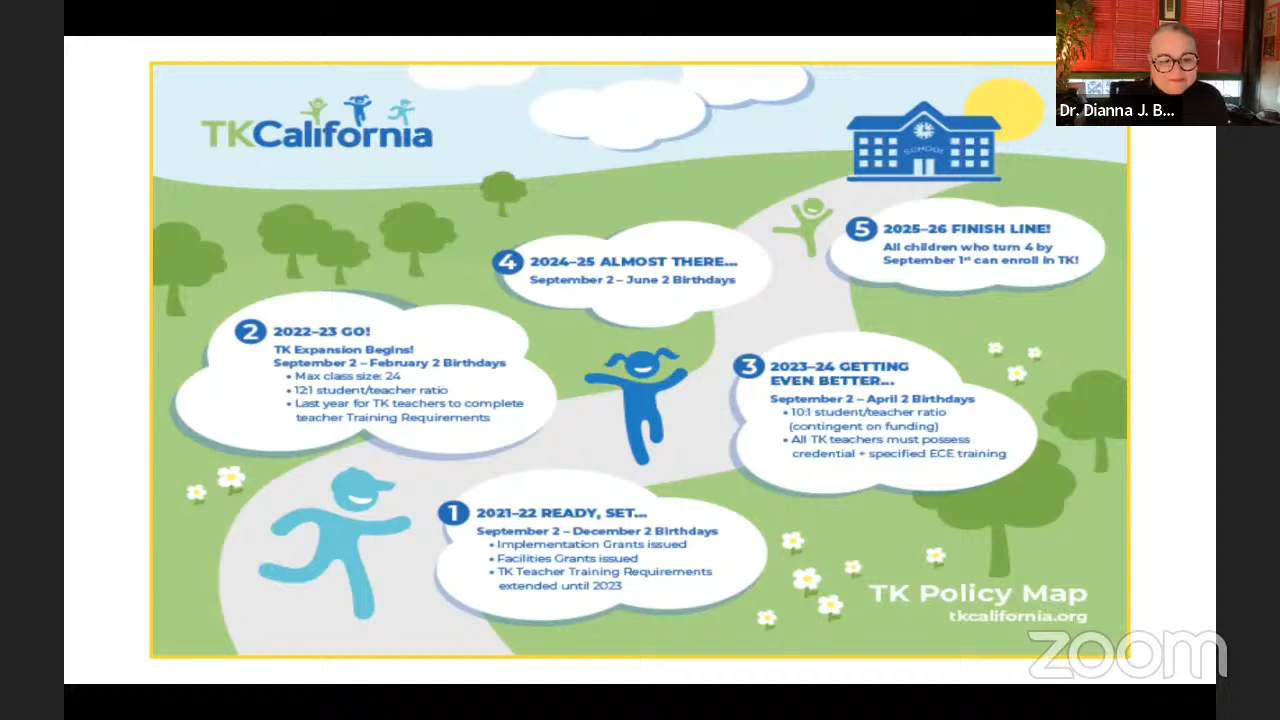 TKCalifornia
Dr. Dianna J. B...
SCHOOL
5 2025–26 FINISH LINE!
All children who turn 4 by
September 1st can enroll in TK!
4 2024–25 ALMOST THERE...
September 2 – June 2 Birthdays
2 2022–23 GO!
TK Expansion Begins!
September 2 – February 2 Birthdays
• Max class size: 24
• 12:1 student/teacher ratio
• Last year for TK teachers to complete
teacher Training Requirements
3 2023–24 GETTING
EVEN BETTER...
September 2 – April 2 Birthdays
• 10:1 student/teacher ratio
(contingent on funding)
• All TK teachers must possess
credential + specified ECE training
1 2021–22 READY, SET...
September 2 – December 2 Birthdays
• Implementation Grants issued
• Facilities Grants issued
• TK Teacher Training Requirements
extended until 2023
TK Policy Map
tkcalifornia.org
zoom